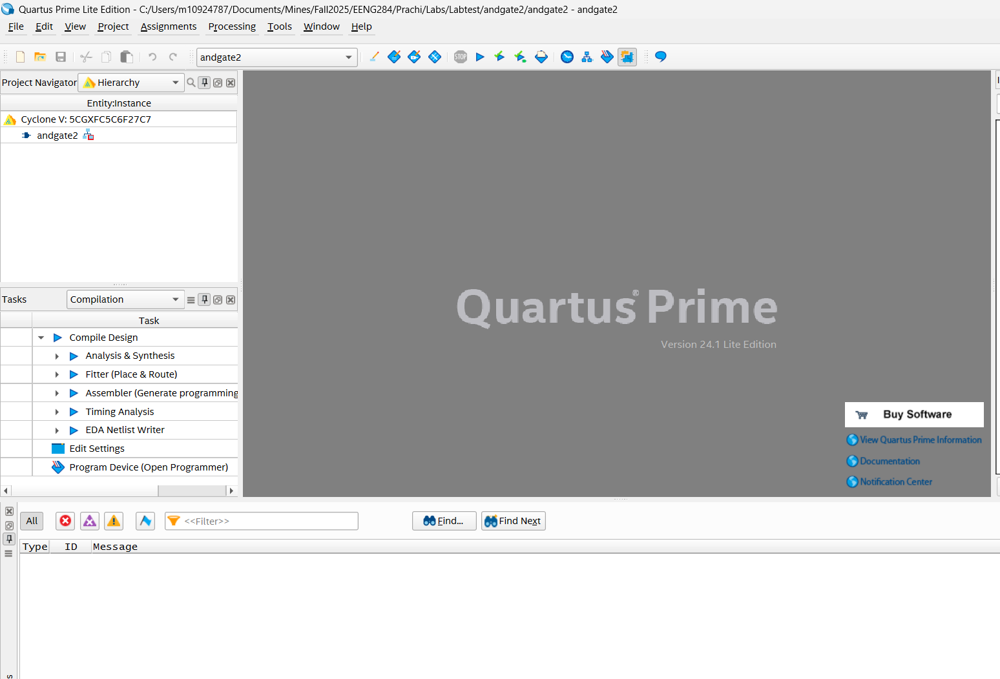 Quartus Prime Lite Edition - C:/Users/m10924787/Documents/Mines/Fall2025/EENG284/Prachi/Labs/Labtest/andgate2/andgate2 - andgate2
File Edit View Project Assignments Processing Tools Window Help
andgate2 STOP
Project Navigator Hierarchy
Entity:Instance
Cyclone V: 5CGXFC5C6F27C7
andgate2
Tasks Compilation
Task
Compile Design
Analysis & Synthesis
Fitter (Place & Route)
Assembler (Generate programming
Timing Analysis
EDA Netlist Writer
Edit Settings
Program Device (Open Programmer)
Quartus® Prime
Version 24.1 Lite Edition
Buy Software
View Quartus Prime Information
Documentation
Notification Center
All <<Filter>> Find... Find Next
Type ID Message